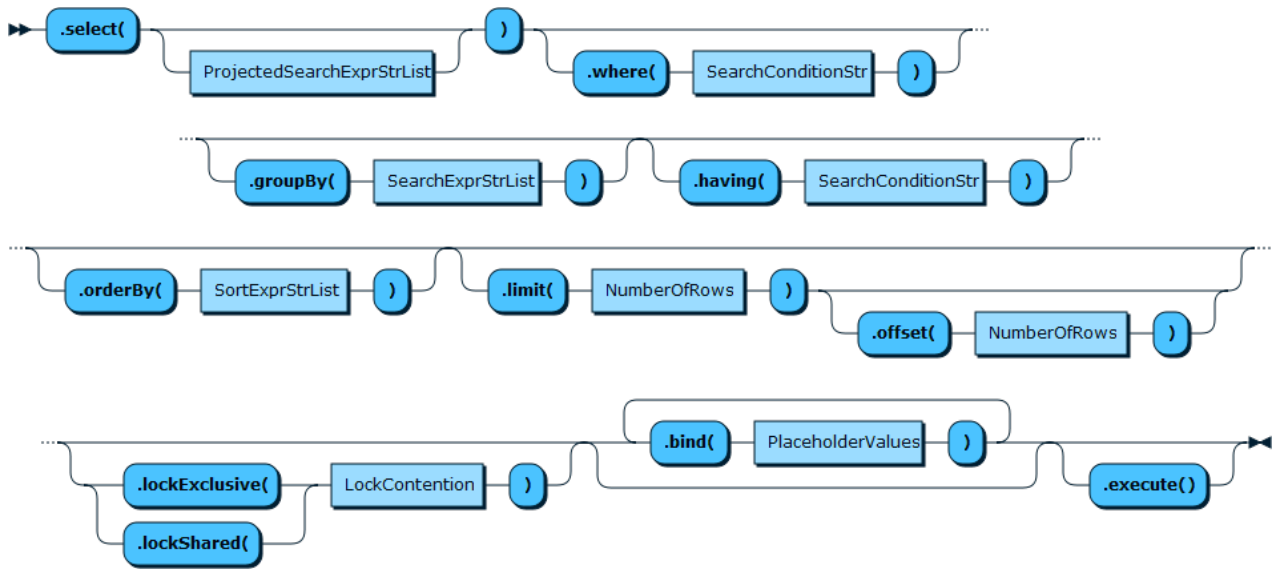 .select( ProjectedSearchExprStrList ) .where( SearchConditionStr )
.groupBy( SearchExprStrList ) .having( SearchConditionStr )
.orderBy( SortExprStrList ) .limit( NumberOfRows ) .offset( NumberOfRows )
.lockExclusive( .lockShared( LockContention ) .bind( PlaceholderValues ) .execute()